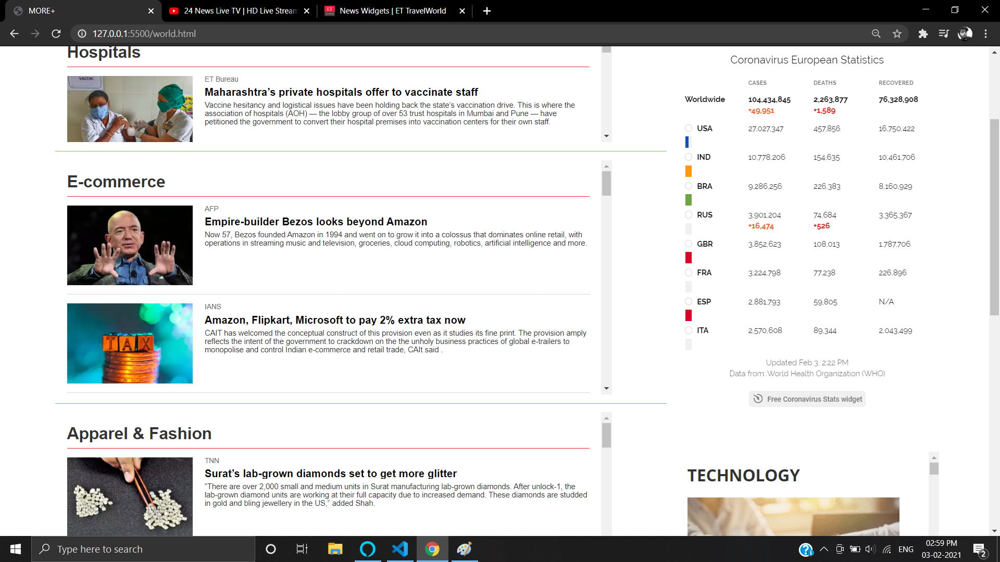 MORE+
24 News Live TV | HD Live Stream
News Widgets | ET TravelWorld
127.0.0.1:5500/world.html
Hospitals
VACCIN
ET Bureau
Maharashtra’s private hospitals offer to vaccinate staff
Vaccine hesitancy and logistical issues have been holding back the state’s vaccination drive. This is where the
association of hospitals (AOH) — the lobby group of over 53 trust hospitals in Mumbai and Pune — have
petitioned the government to convert their hospital premises into vaccination centers for their own staff.
E-commerce
AFP
Empire-builder Bezos looks beyond Amazon
Now 57, Bezos founded Amazon in 1994 and went on to grow it into a colossus that dominates online retail, with
operations in streaming music and television, groceries, cloud computing, robotics, artificial intelligence and more.
TAX
IANS
Amazon, Flipkart, Microsoft to pay 2% extra tax now
CAIT has welcomed the conceptual construct of this provision even as it studies its fine print. The provision amply
reflects the intent of the government to crackdown on the the unholy business practices of global e-trailers to
monopolise and control Indian e-commerce and retail trade, CAIt said .
Apparel & Fashion
TNN
Surat’s lab-grown diamonds set to get more glitter
“There are over 2,000 small and medium units in Surat manufacturing lab-grown diamonds. After unlock-1, the
lab-grown diamond units are working at their full capacity due to increased demand. These diamonds are studded
in gold and bling jewellery in the US,” added Shah.
Coronavirus European Statistics
CASES DEATHS RECOVERED
Worldwide 104,434,845 2,263,877 76,328,908
+49,951 +1,589
USA 27,027,347 457,856 16,750,422
IND 10,778,206 154,635 10,461,706
BRA 9,286,256 226,383 8,160,929
RUS 3,901,204 74,684 3,365,367
+16,474 +526
GBR 3,852,623 108,013 1,787,706
FRA 3,224,798 77,238 226,896
ESP 2,881,793 59,805 N/A
ITA 2,570,608 89,344 2,043,499
Updated Feb 3, 2:22 PM
Data from: World Health Organization (WHO)
Free Coronavirus Stats widget
TECHNOLOGY
Type here to search
ENG
02:59 PM
03-02-2021
2